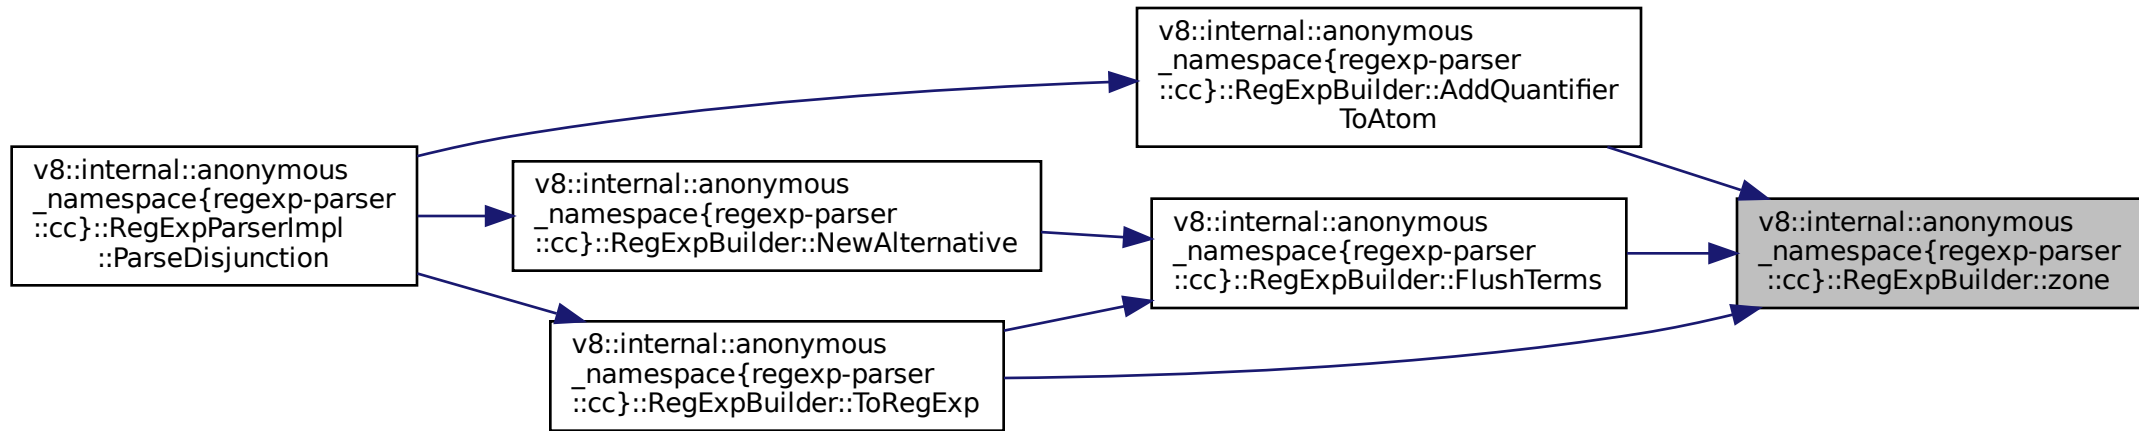 v8::internal::anonymous
_namespace{regexp-parser
::cc}::RegExpParserImpl
::ParseDisjunction
v8::internal::anonymous
_namespace{regexp-parser
::cc}::RegExpBuilder::AddQuantifier
ToAtom
v8::internal::anonymous
_namespace{regexp-parser
::cc}::RegExpBuilder::NewAlternative
v8::internal::anonymous
_namespace{regexp-parser
::cc}::RegExpBuilder::FlushTerms
v8::internal::anonymous
_namespace{regexp-parser
::cc}::RegExpBuilder::ToRegExp
v8::internal::anonymous
_namespace{regexp-parser
::cc}::RegExpBuilder::zone